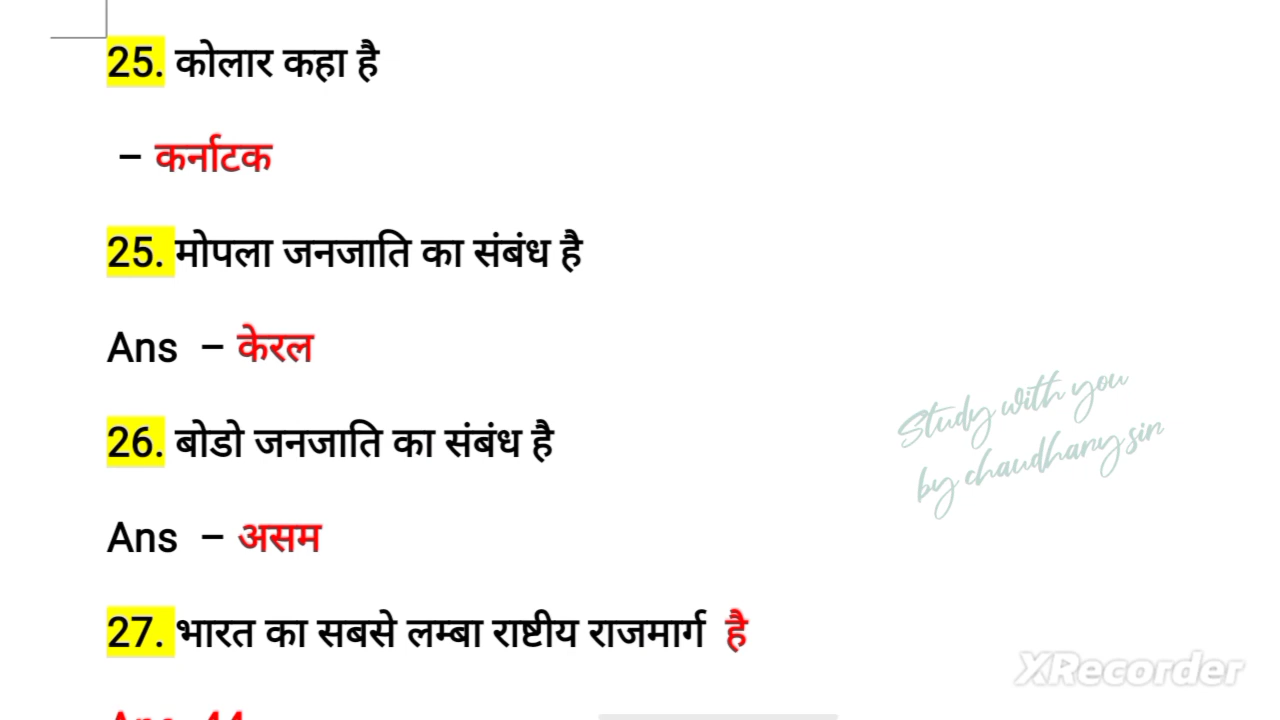 25. कोलार कहा है
– कर्नाटक
25. मोपला जनजाति का संबंध है
Ans – केरल
Study with you
by chaudhary sir
26. बोडो जनजाति का संबंध है
Ans – असम
27. भारत का सबसे लम्बा राष्टीय राजमार्ग है
XRecorder